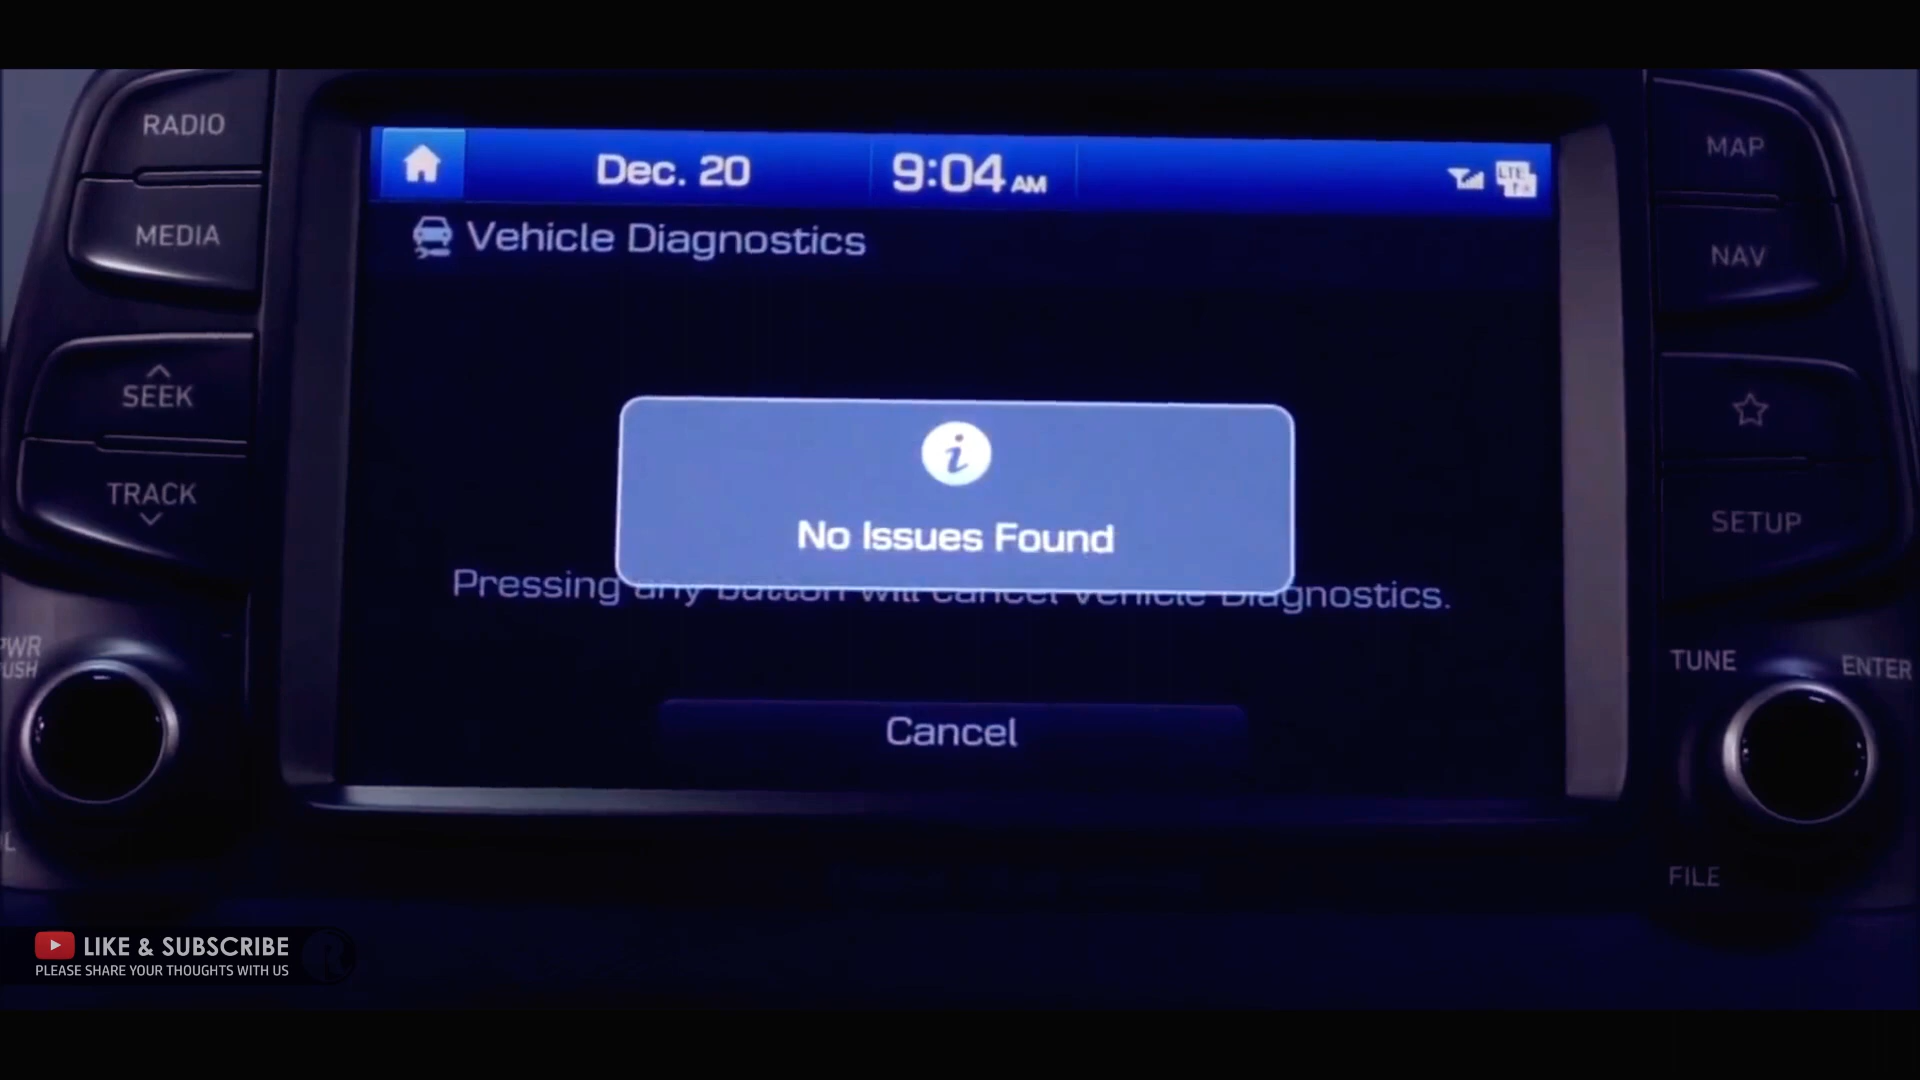 RADIO
MEDIA
SEEK
TRACK
Dec. 20
9:04 AM
LTE
Vehicle Diagnostics
No Issues Found
Pressing any button will cancel Vehicle Diagnostics.
Cancel
MAP
NAV
SETUP
TUNE
ENTER
FILE
PWR
USH
L
LIKE & SUBSCRIBE
PLEASE SHARE YOUR THOUGHTS WITH US